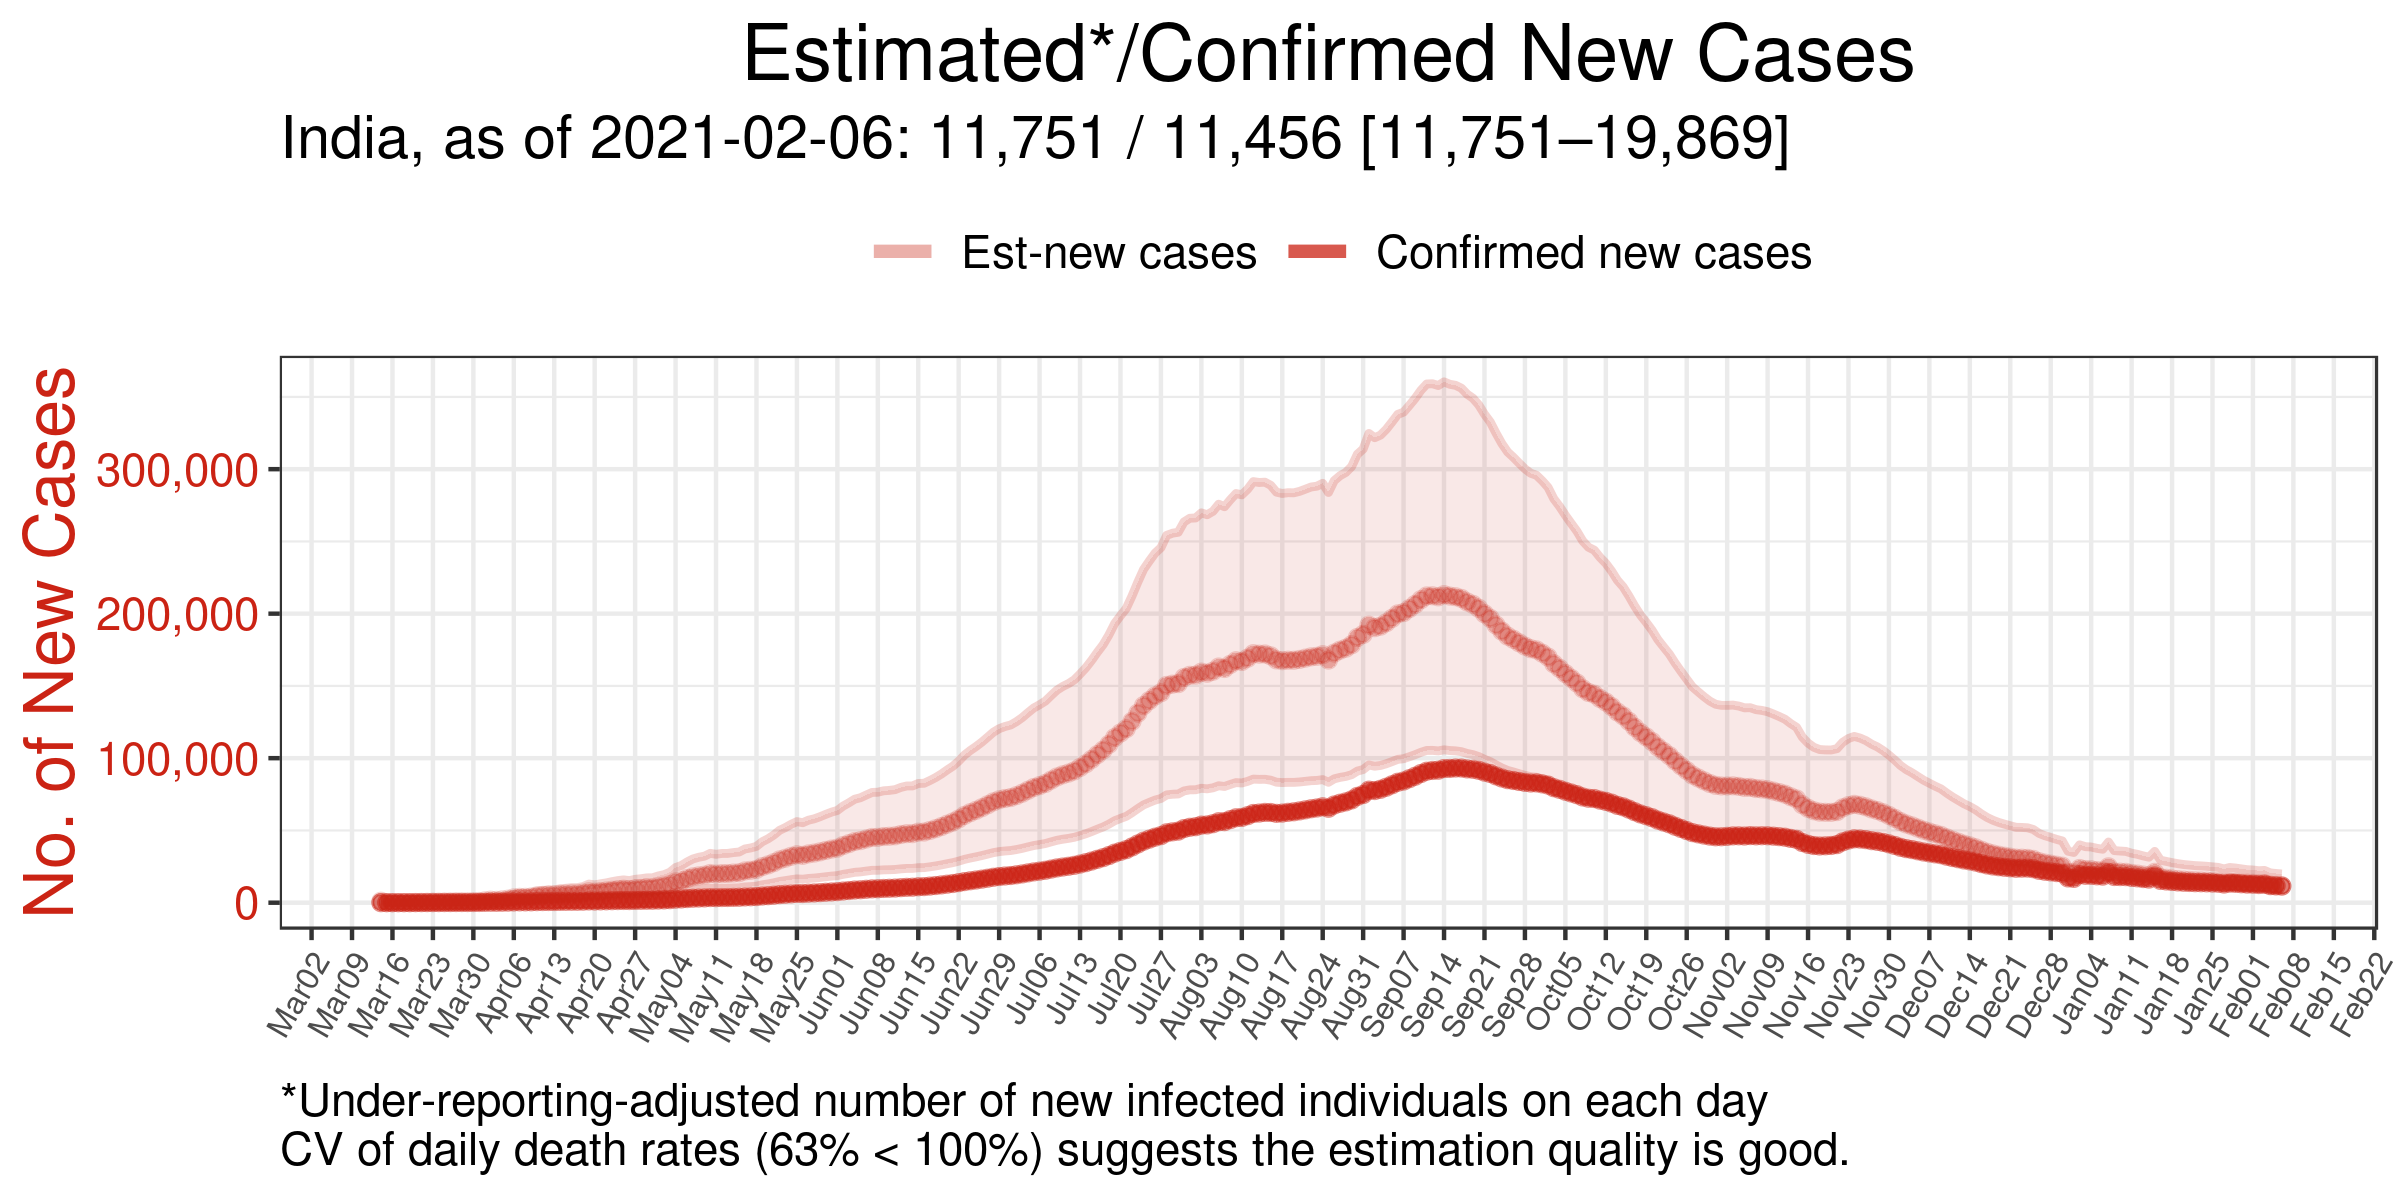 Estimated*/Confirmed New Cases
India, as of 2021-02-06: 11,751 / 11,456 [11,751–19,869]
Est-new cases
Confirmed new cases
No. of New Cases
300,000
200,000
100,000
0
Mar02
Mar09
Mar16
Mar23
Mar30
Apr06
Apr13
Apr20
Apr27
May04
May11
May18
May25
Jun01
Jun08
Jun15
Jun22
Jun29
Jul06
Jul13
Jul20
Jul27
Aug03
Aug10
Aug17
Aug24
Aug31
Sep07
Sep14
Sep21
Sep28
Oct05
Oct12
Oct19
Oct26
Nov02
Nov09
Nov16
Nov23
Nov30
Dec07
Dec14
Dec21
Dec28
Jan04
Jan11
Jan18
Jan25
Feb01
Feb08
Feb15
Feb22
*Under-reporting-adjusted number of new infected individuals on each day
CV of daily death rates (63% < 100%) suggests the estimation quality is good.